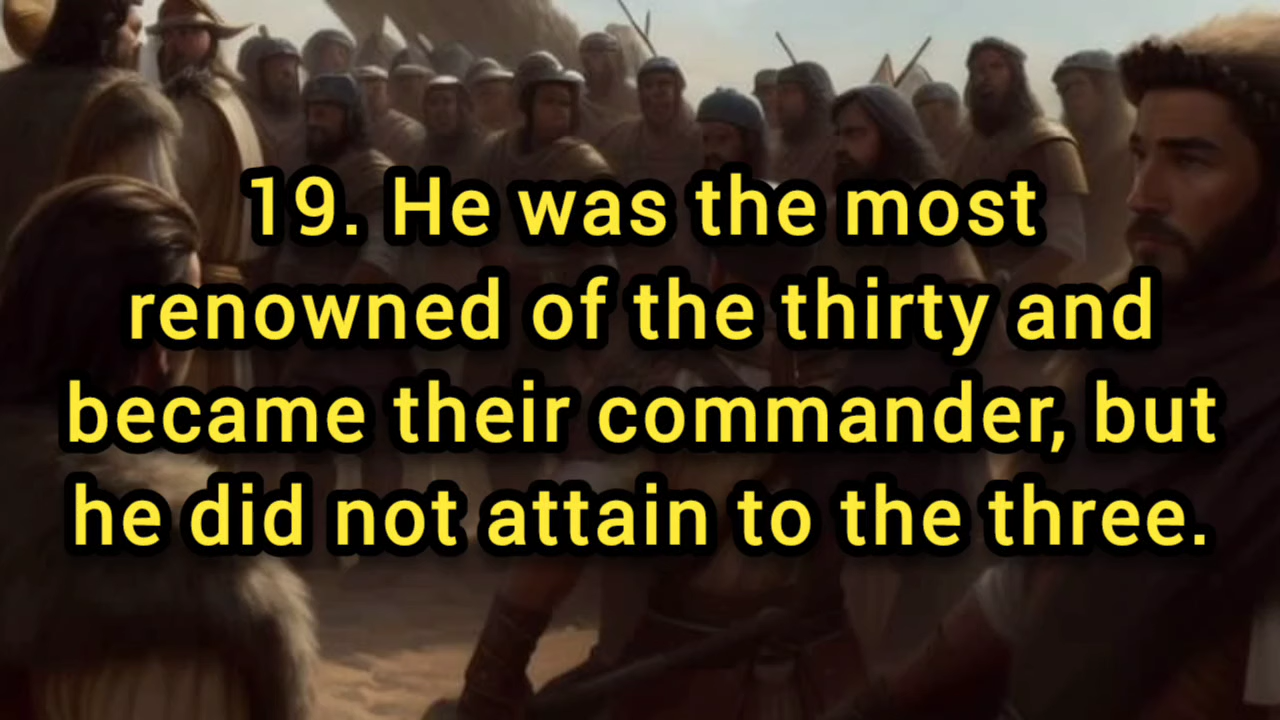 19. He was the most
renowned of the thirty and
became their commander, but
he did not attain to the three.